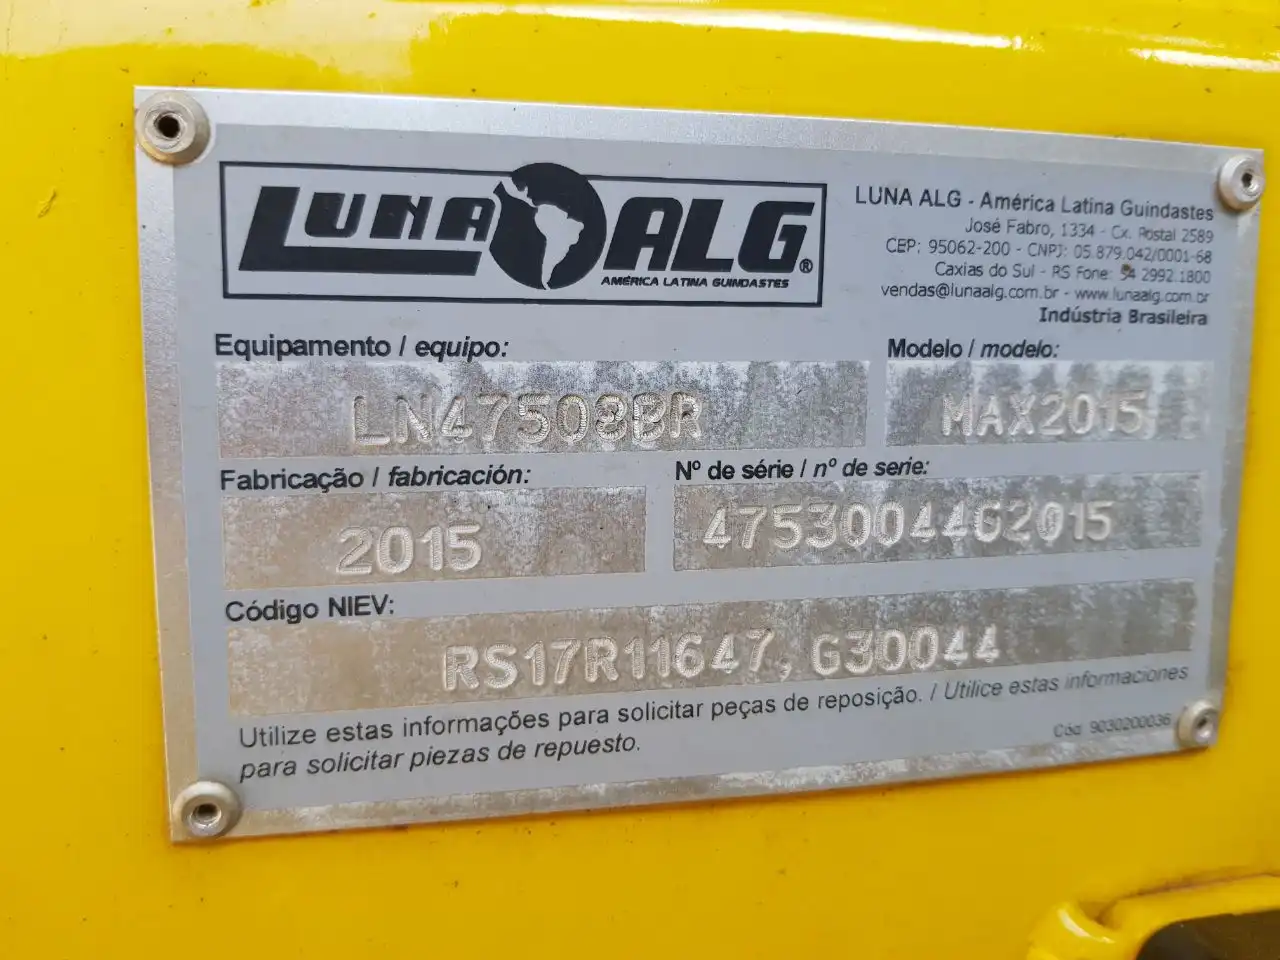 LUNA ALG®
AMÉRICA LATINA GUINDASTES
LUNA ALG - América Latina Guindastes
José Fabro, 1334 - Cx. Postal 2589
CEP: 95062-200 - CNPJ: 05.879.042/0001-68
Caxias do Sul - RS Fone: 54 2992.1800
vendas@lunaalg.com.br - www.lunaalg.com.br
Indústria Brasileira
Equipamento / equipo:
Modelo / modelo:
LN47508BR
MAX2015
Fabricação / fabricación:
Nº de série / nº de serie:
2015
47530044G2015
Código NIEV:
RS17R11647, G30044
Utilize estas informações para solicitar peças de reposição. / Utilice estas informaciones
para solicitar piezas de repuesto.
Cód. 9030200036